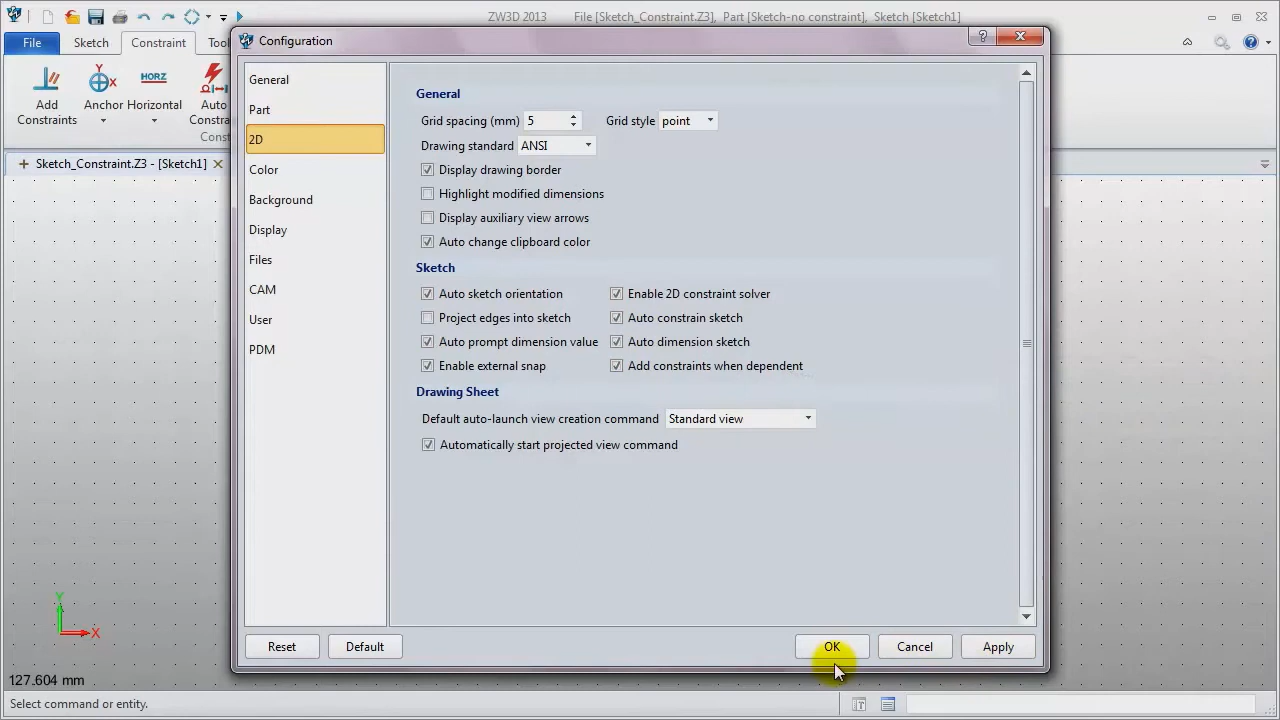 ZW3D 2013 File [Sketch_Constraint.Z3], Part [Sketch-no constraint], Sketch [Sketch1]
File Sketch Constraint
Configuration
Add Constraints
Anchor
HORZ
Horizontal
Auto
Sketch_Constraint.Z3 - [Sketch1]
General
Part
2D
Color
Background
Display
Files
CAM
User
PDM
General
Grid spacing (mm) 5 Grid style point
Drawing standard ANSI
Display drawing border
Highlight modified dimensions
Display auxiliary view arrows
Auto change clipboard color
Sketch
Auto sketch orientation Enable 2D constraint solver
Project edges into sketch Auto constrain sketch
Auto prompt dimension value Auto dimension sketch
Enable external snap Add constraints when dependent
Drawing Sheet
Default auto-launch view creation command Standard view
Automatically start projected view command
Reset Default OK Cancel Apply
Y
X
127.604 mm
Select command or entity.